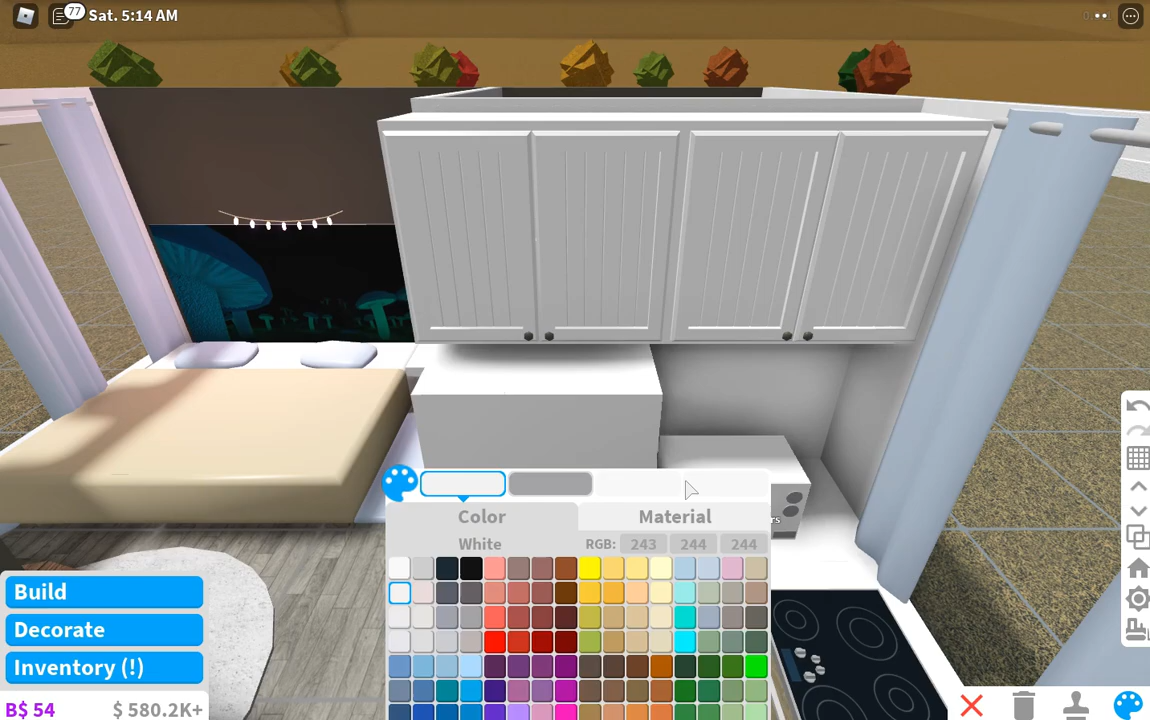 77
Sat. 5:14 AM
Color
Material
White
RGB: 243 244 244
Build
Decorate
Inventory (!)
B$ 54
$ 580.2K+